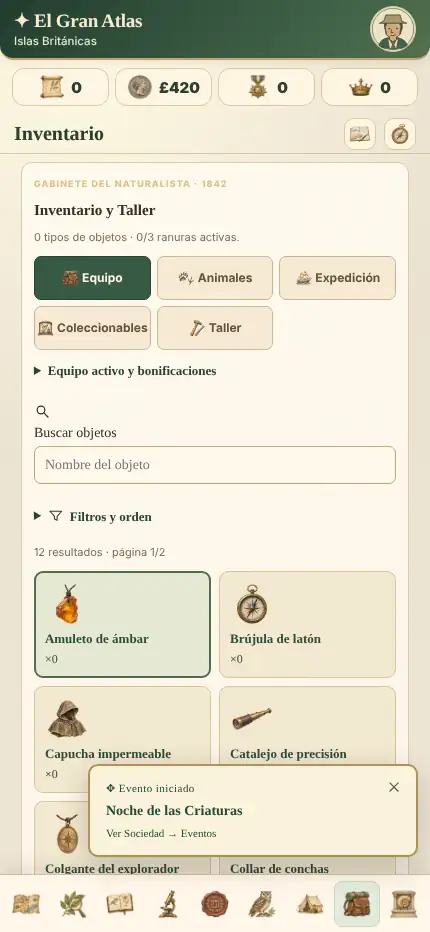 ✦ El Gran Atlas
Islas Británicas
0
£420
0
0
Inventario
GABINETE DEL NATURALISTA · 1842
Inventario y Taller
0 tipos de objetos · 0/3 ranuras activas.
Equipo
Animales
Expedición
Coleccionables
Taller
Equipo activo y bonificaciones
Buscar objetos
Nombre del objeto
Filtros y orden
12 resultados · página 1/2
Amuleto de ámbar
×0
Brújula de latón
×0
Capucha impermeable
×0
Catalejo de precisión
✥ Evento iniciado
Noche de las Criaturas
Ver Sociedad → Eventos
Colgante del explorador
Collar de conchas